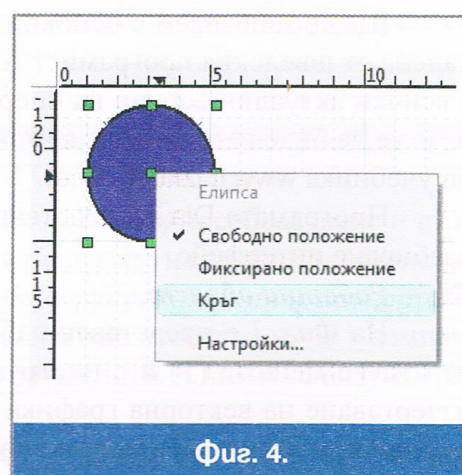 0 5 10
1
2
0
1
1
5
Елипса
Свободно положение
Фиксирано положение
Кръг
Настройки...
Фиг. 4.